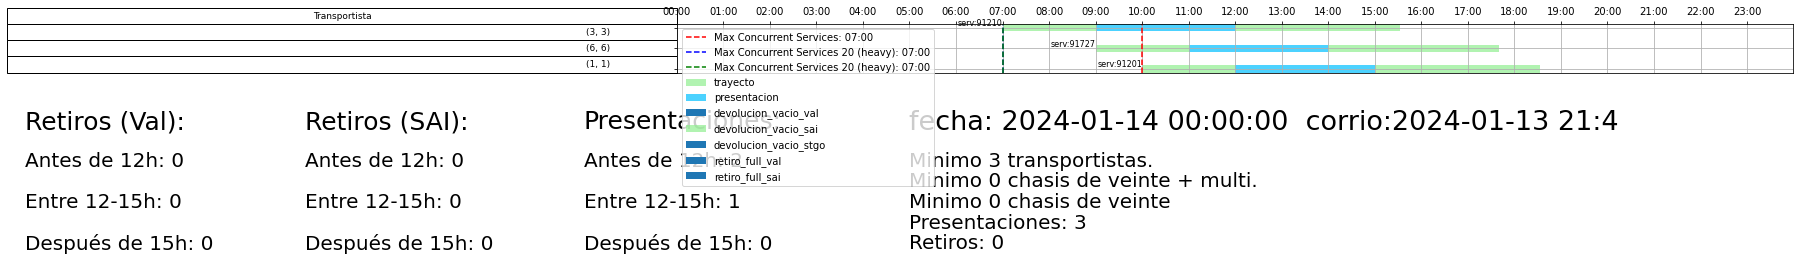 Transportista
(3, 3)
(6, 6)
(1, 1)
00:00 01:00 02:00 03:00 04:00 05:00 06:00 07:00 08:00 09:00 10:00 11:00 12:00 13:00 14:00 15:00 16:00 17:00 18:00 19:00 20:00 21:00 22:00 23:00
serv:91210
serv:91727
serv:91201
Max Concurrent Services: 07:00
Max Concurrent Services 20 (heavy): 07:00
Max Concurrent Services 20 (heavy): 07:00
trayecto
presentacion
devolucion_vacio_val
devolucion_vacio_sai
devolucion_vacio_stgo
retiro_full_val
retiro_full_sai
Retiros (Val):
Antes de 12h: 0
Entre 12-15h: 0
Después de 15h: 0
Retiros (SAI):
Antes de 12h: 0
Entre 12-15h: 0
Después de 15h: 0
Presentaciones:
Antes de 12h: 2
Entre 12-15h: 1
Después de 15h: 0
fecha: 2024-01-14 00:00:00 corrio:2024-01-13 21:4
Minimo 3 transportistas.
Minimo 0 chasis de veinte + multi.
Minimo 0 chasis de veinte
Presentaciones: 3
Retiros: 0